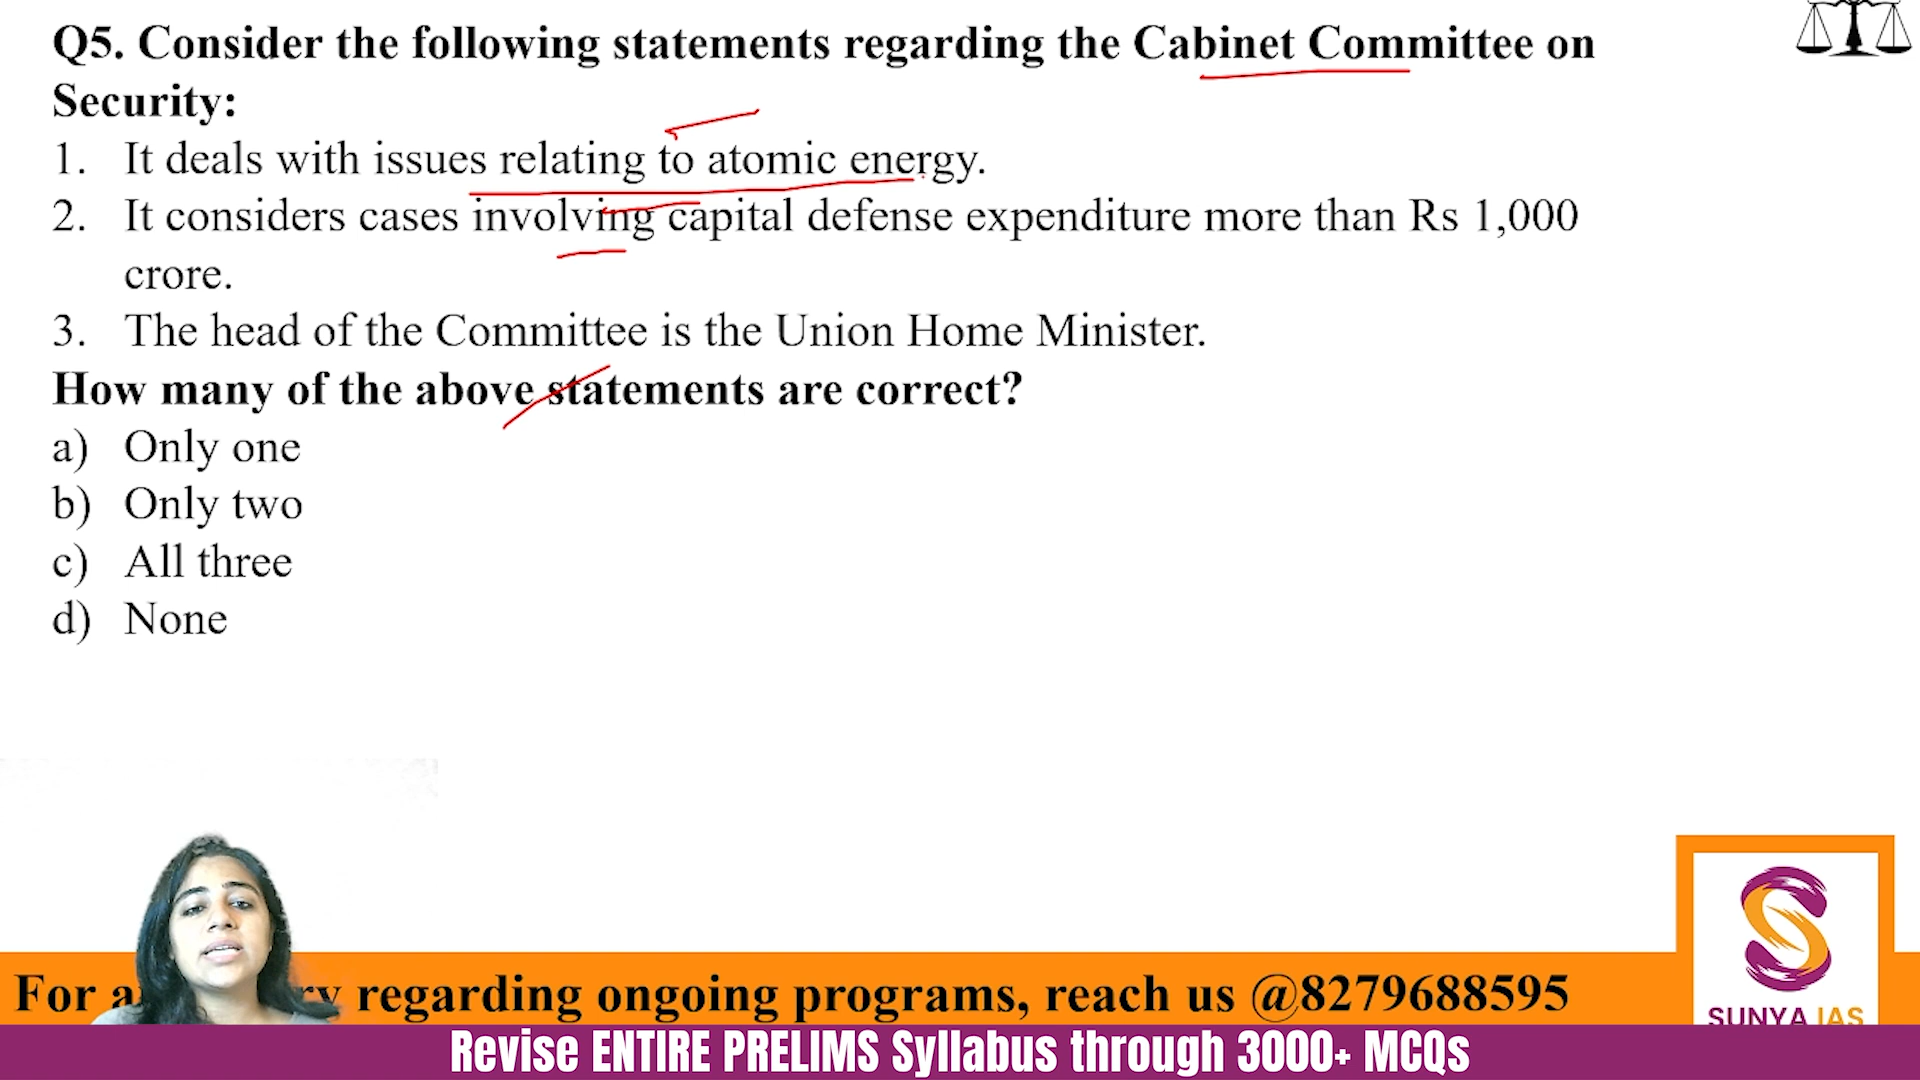 Q5. Consider the following statements regarding the Cabinet Committee on
Security:
1. It deals with issues relating to atomic energy.
2. It considers cases involving capital defense expenditure more than Rs 1,000
crore.
3. The head of the Committee is the Union Home Minister.
How many of the above statements are correct?
a) Only one
b) Only two
c) All three
d) None
For regarding ongoing programs, reach us @8279688595
SUNYA IAS
Revise ENTIRE PRELIMS Syllabus through 3000+ MCQs